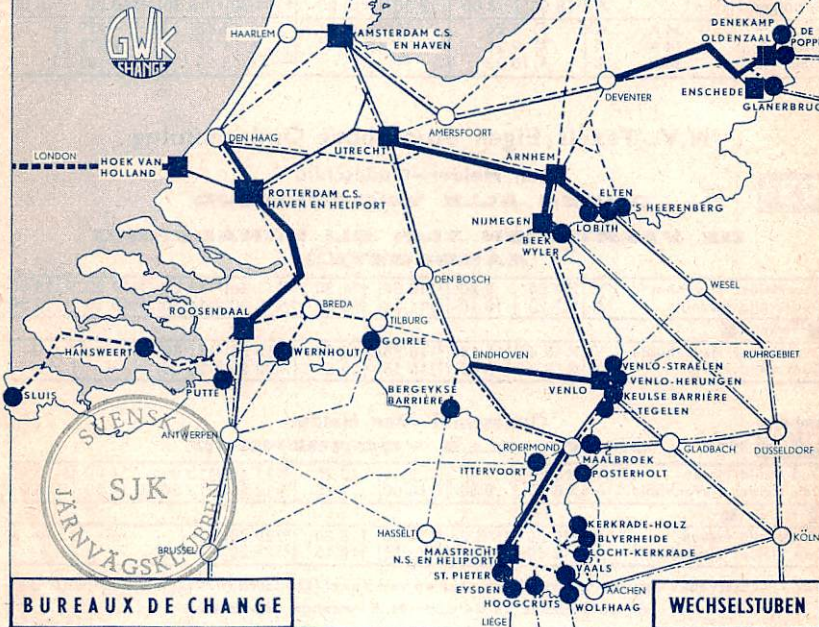 GWK
CHANGE
HAARLEM
AMSTERDAM C.S.
EN HAVEN
DENEKAMP
OLDENZAAL
DE
POPP
ENSCHEDE
GLANERBRUG
DEVENTER
DEN HAAG
AMERSFOORT
UTRECHT
ARNHEM
LONDON
HOEK VAN
HOLLAND
ROTTERDAM C.S.
HAVEN EN HELIPORT
ELTEN
'S HEERENBERG
LOBITH
NIJMEGEN
BEEK
WYLER
DEN BOSCH
WESEL
ROOSENDAAL
BREDA
TILBURG
GOIRLE
RUHRGEBIET
HANSWEERT
WERNHOUT
EINDHOVEN
VENLO-STRAELEN
VENLO-HERUNGEN
VENLO
KEULSE BARRIÈRE
TEGELEN
SLUIS
PUTTE
BERGEYKSE
BARRIÈRE
ANTWERPEN
ROERMOND
MAALBROEK
GLADBACH
DÜSSELDORF
ITTERVOORT
POSTERHOLT
SVENSKA
SJK
JÄRNVÄGSKLUBBEN
HASSELT
KERKRADE-HOLZ
BLYERHEIDE
LOCHT-KERKRADE
KÖLN
BRUSSEL
MAASTRICHT
N.S. EN HELIPORT
VAALS
ST. PIETER
EYSDEN
AACHEN
HOOGCRUTS
WOLFHAAG
LIÈGE
BUREAUX DE CHANGE
WECHSELSTUBEN